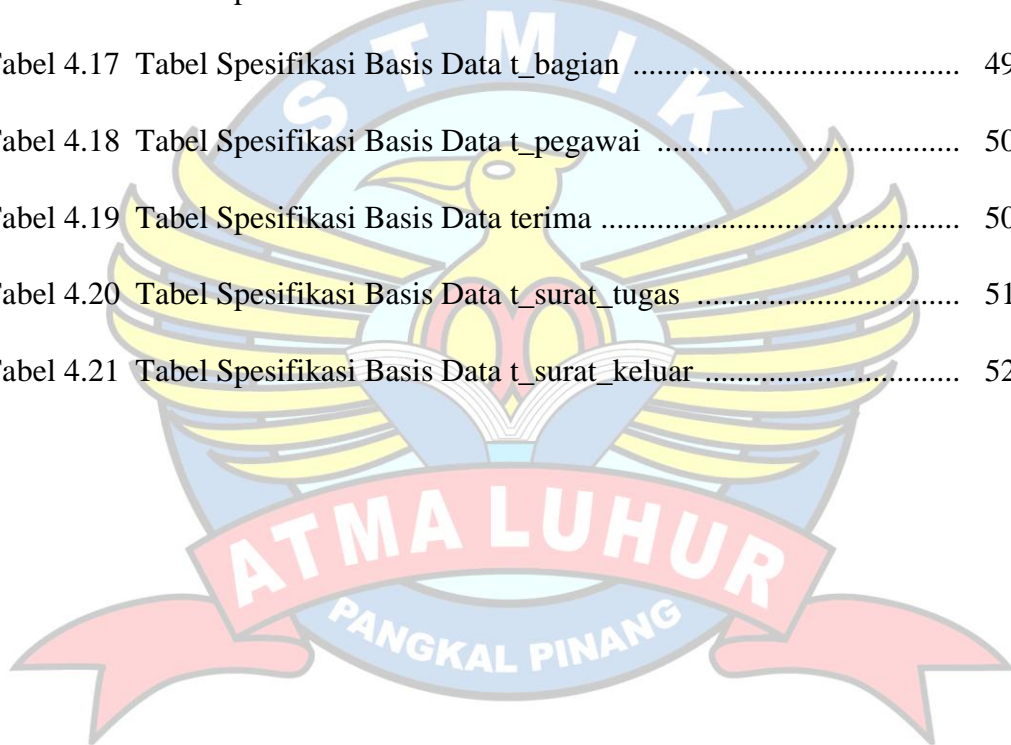 STMIK
Tabel 4.17 Tabel Spesifikasi Basis Data t_bagian ....................................... 49
Tabel 4.18 Tabel Spesifikasi Basis Data t_pegawai .................................... 50
Tabel 4.19 Tabel Spesifikasi Basis Data terima ........................................... 50
Tabel 4.20 Tabel Spesifikasi Basis Data t_surat_tugas ............................... 51
Tabel 4.21 Tabel Spesifikasi Basis Data t_surat_keluar .............................. 52
ATMA LUHUR
PANGKAL PINANG